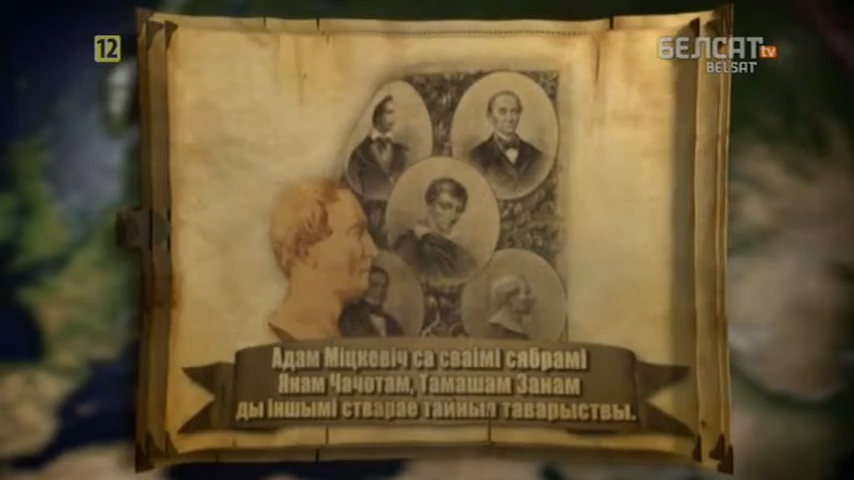 12
БЕЛСАТ tv
BELSAT
Адам Міцкевіч са сваімі сябрамі
Янам Чачотам, Тамашам Занам
ды іншымі стварае тайныя таварыствы.